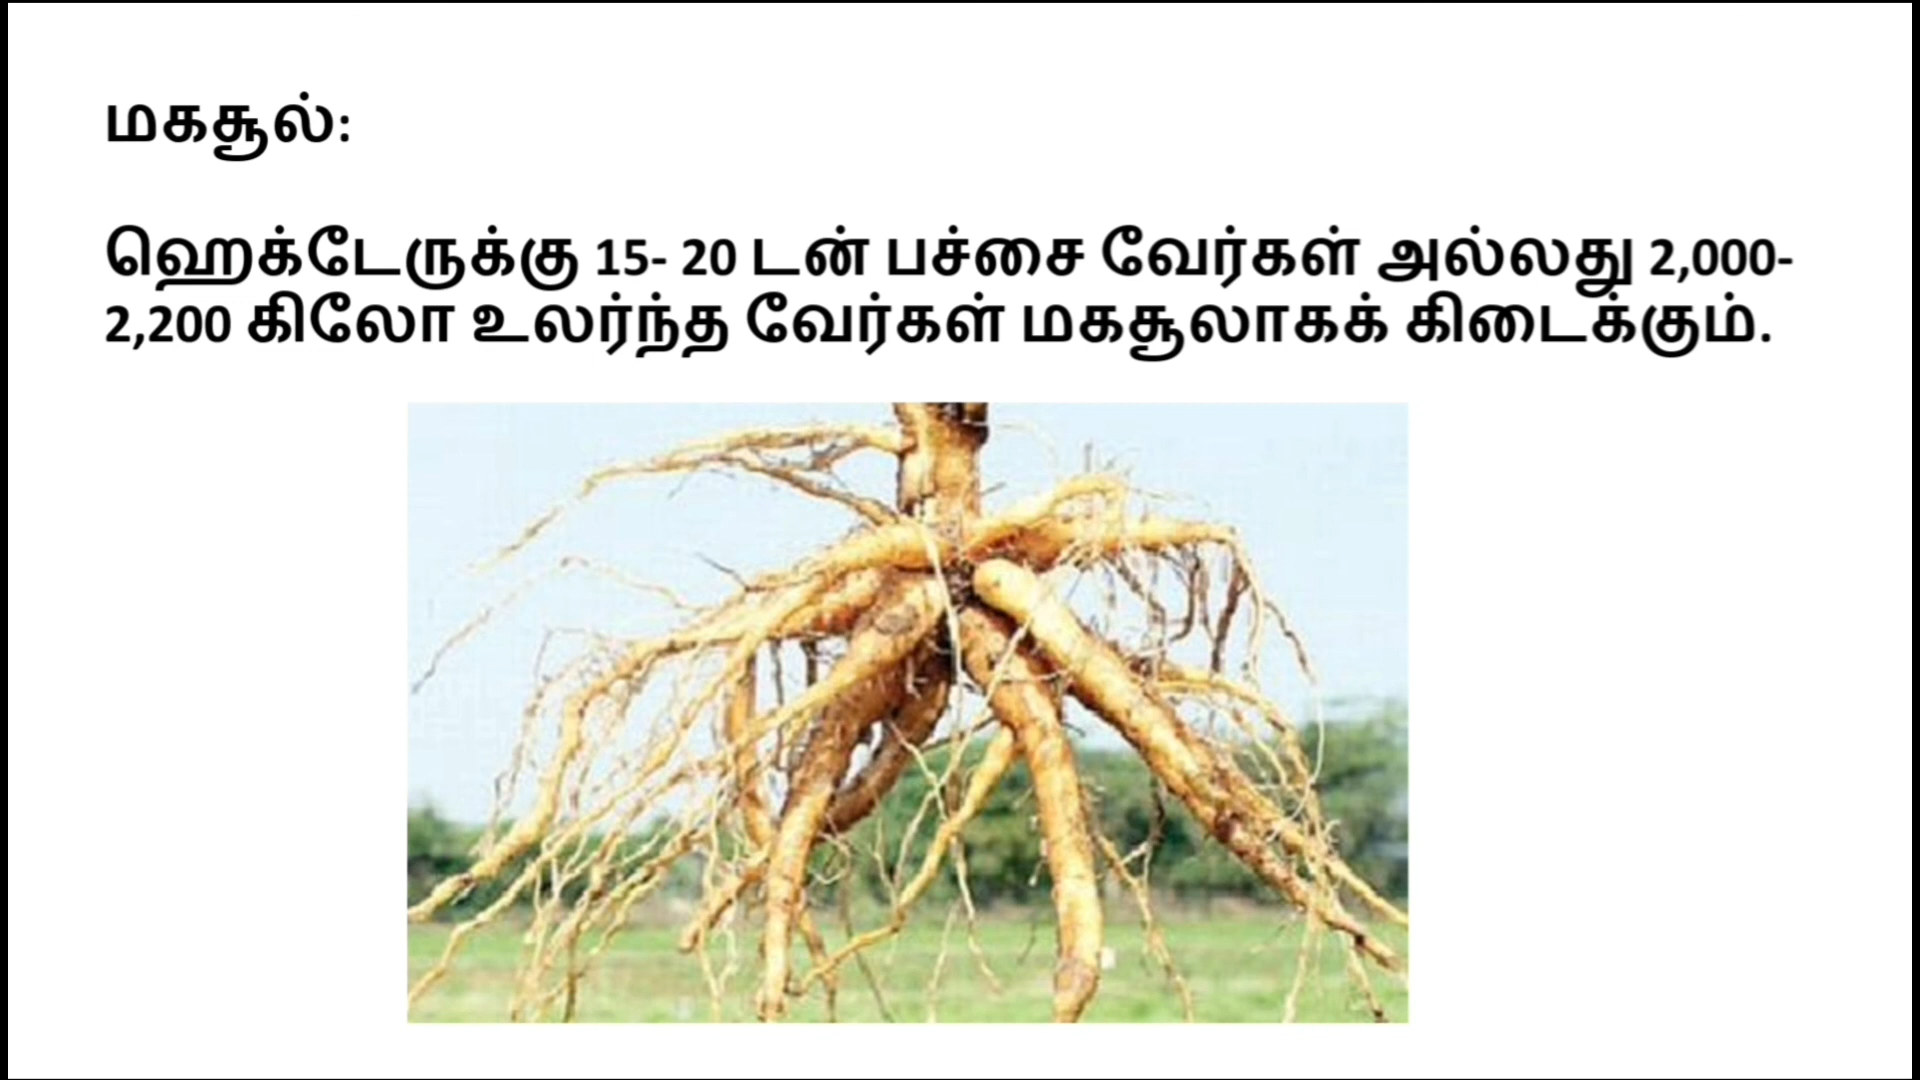 மகசூல்:
ஹெக்டேருக்கு 15- 20 டன் பச்சை வேர்கள் அல்லது 2,000-
2,200 கிலோ உலர்ந்த வேர்கள் மகசூலாகக் கிடைக்கும்.